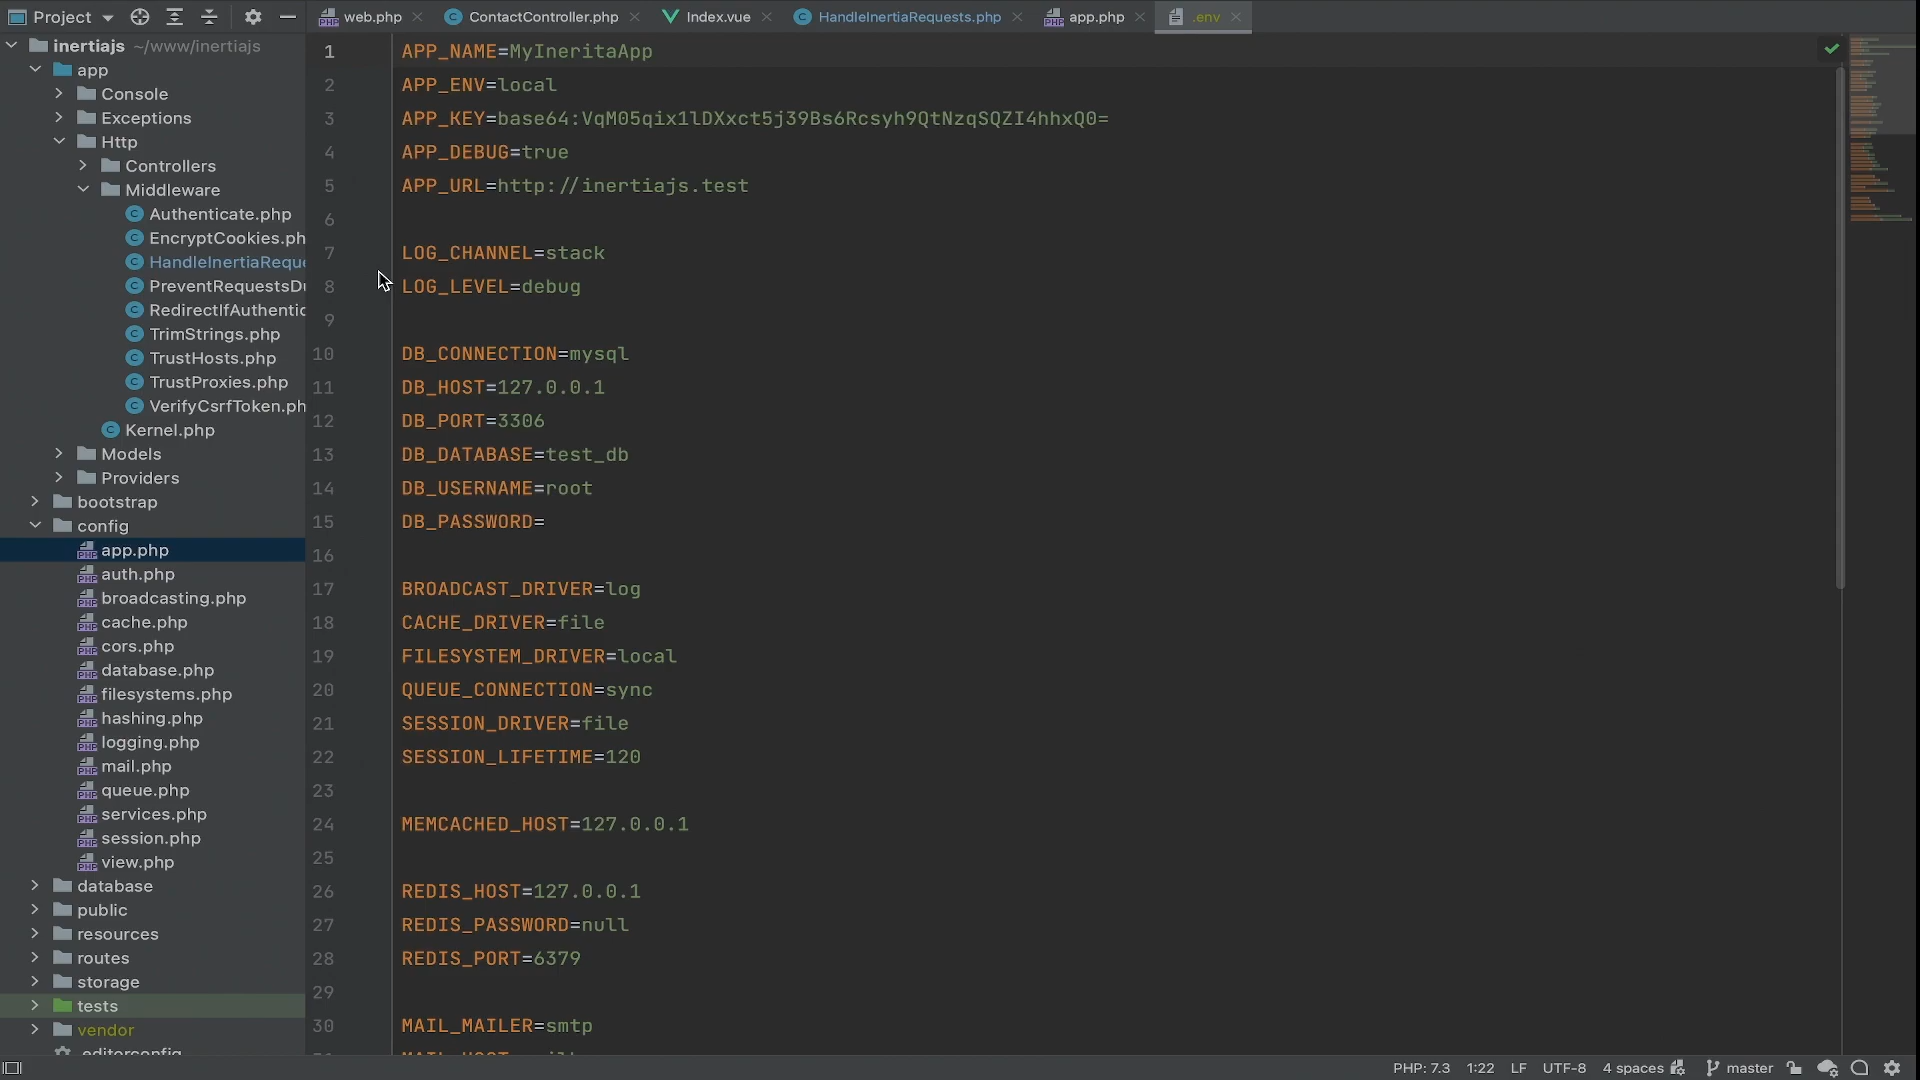 Project
web.php
ContactController.php
Index.vue
HandleInertiaRequests.php
app.php
.env
inertiajs ~/www/inertiajs
app
Console
Exceptions
Http
Controllers
Middleware
Authenticate.php
EncryptCookies.ph
HandleInertiaReque
PreventRequestsDu
RedirectIfAuthentic
TrimStrings.php
TrustHosts.php
TrustProxies.php
VerifyCsrfToken.ph
Kernel.php
Models
Providers
bootstrap
config
app.php
auth.php
broadcasting.php
cache.php
cors.php
database.php
filesystems.php
hashing.php
logging.php
mail.php
queue.php
services.php
session.php
view.php
database
public
resources
routes
storage
tests
vendor
.editorconfig
1 APP_NAME=MyIneritaApp
2 APP_ENV=local
3 APP_KEY=base64:VqM05qix1lDXxct5j39Bs6Rcsyh9QtNzqSQZI4hhxQ0=
4 APP_DEBUG=true
5 APP_URL=http://inertiajs.test
6
7 LOG_CHANNEL=stack
8 LOG_LEVEL=debug
9
10 DB_CONNECTION=mysql
11 DB_HOST=127.0.0.1
12 DB_PORT=3306
13 DB_DATABASE=test_db
14 DB_USERNAME=root
15 DB_PASSWORD=
16
17 BROADCAST_DRIVER=log
18 CACHE_DRIVER=file
19 FILESYSTEM_DRIVER=local
20 QUEUE_CONNECTION=sync
21 SESSION_DRIVER=file
22 SESSION_LIFETIME=120
23
24 MEMCACHED_HOST=127.0.0.1
25
26 REDIS_HOST=127.0.0.1
27 REDIS_PASSWORD=null
28 REDIS_PORT=6379
29
30 MAIL_MAILER=smtp
PHP: 7.3 1:22 LF UTF-8 4 spaces master